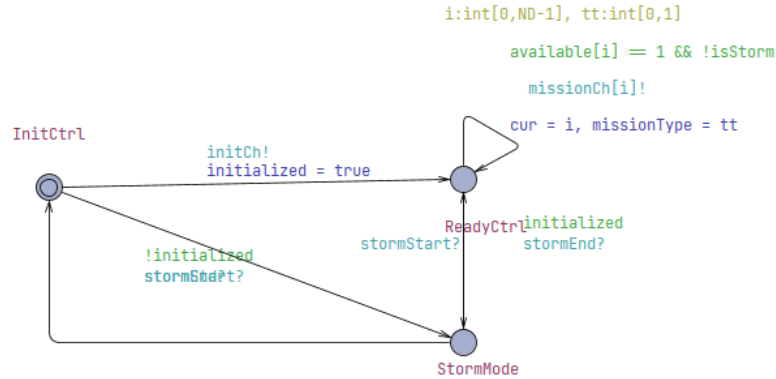 i:int[0,ND-1], tt:int[0,1]
available[i] == 1 && !isStorm
missionCh[i]!
cur = i, missionType = tt
InitCtrl
initCh!
initialized = true
ReadyCtrl
initialized
stormStart?
stormEnd?
!initialized
StormMode